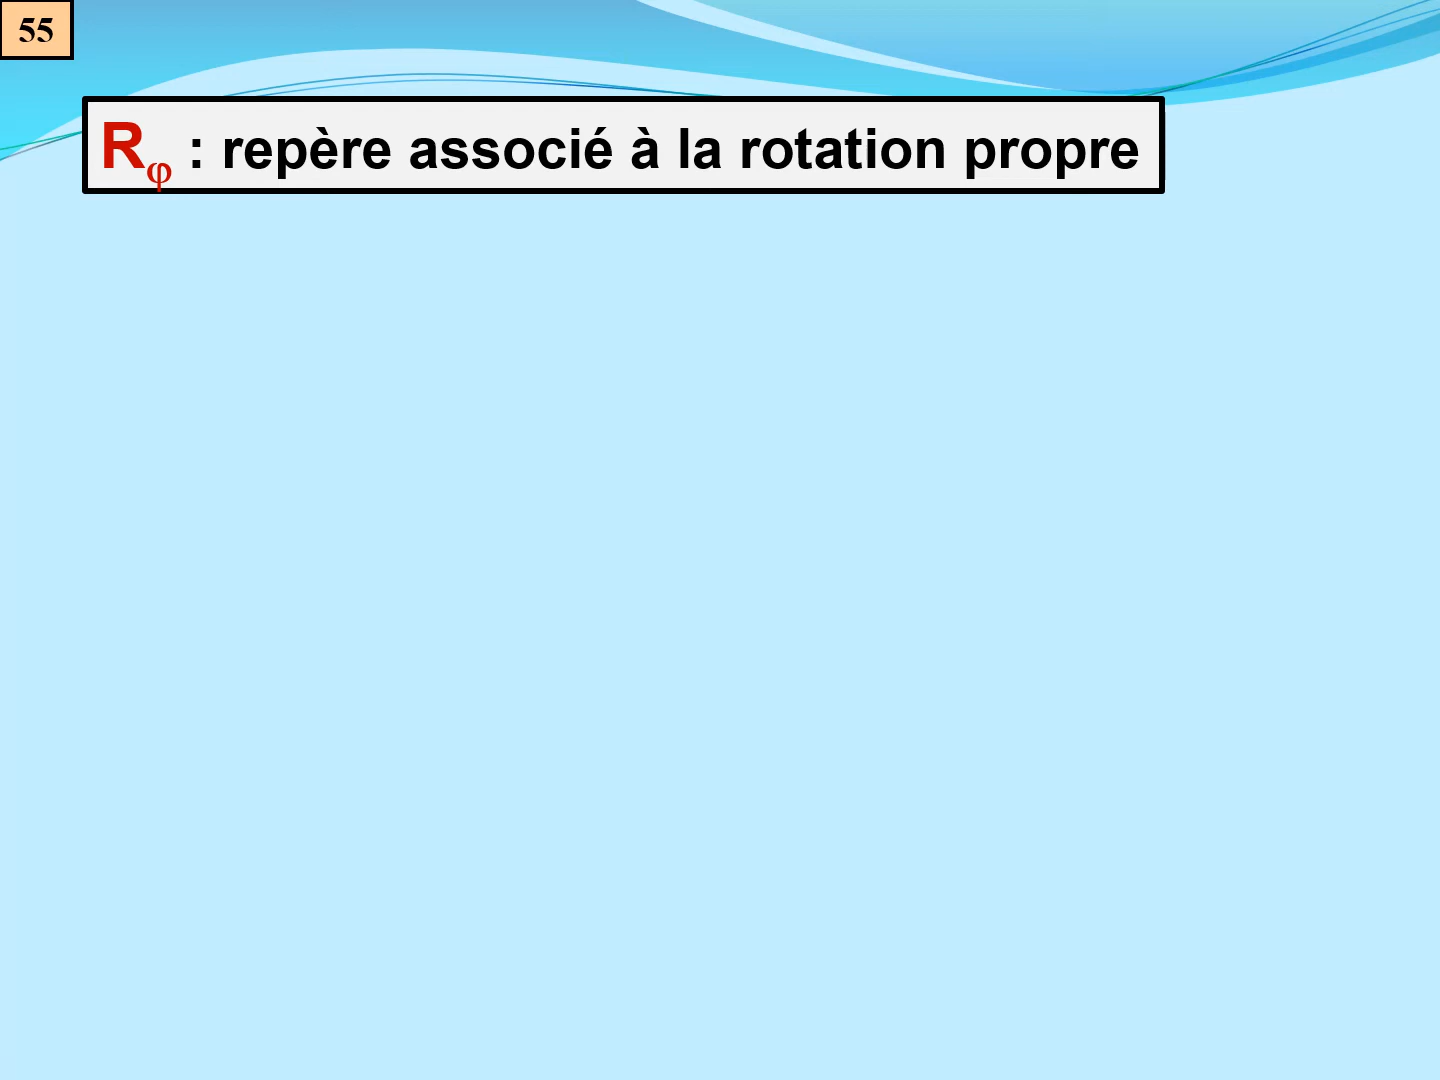 55
Rφ : repère associé à la rotation propre